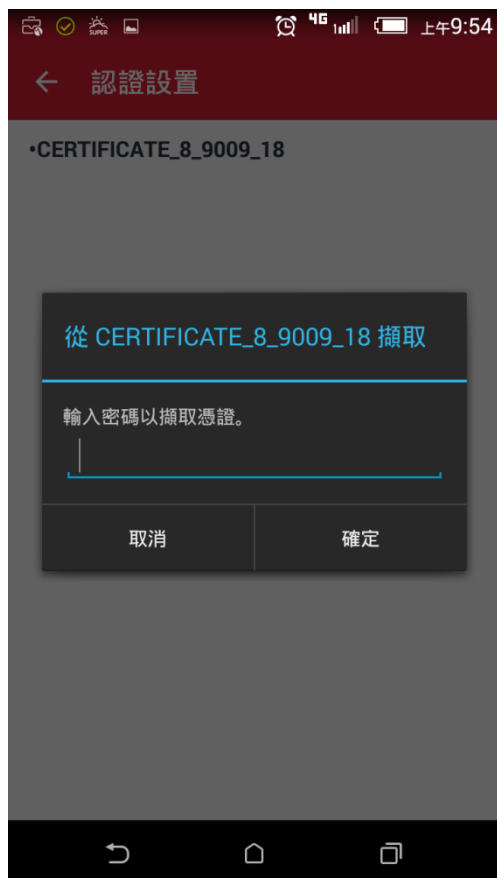 SUPER
4G
上午9:54
認證設置
•CERTIFICATE_8_9009_18
從 CERTIFICATE_8_9009_18 擷取
輸入密碼以擷取憑證。
取消
確定